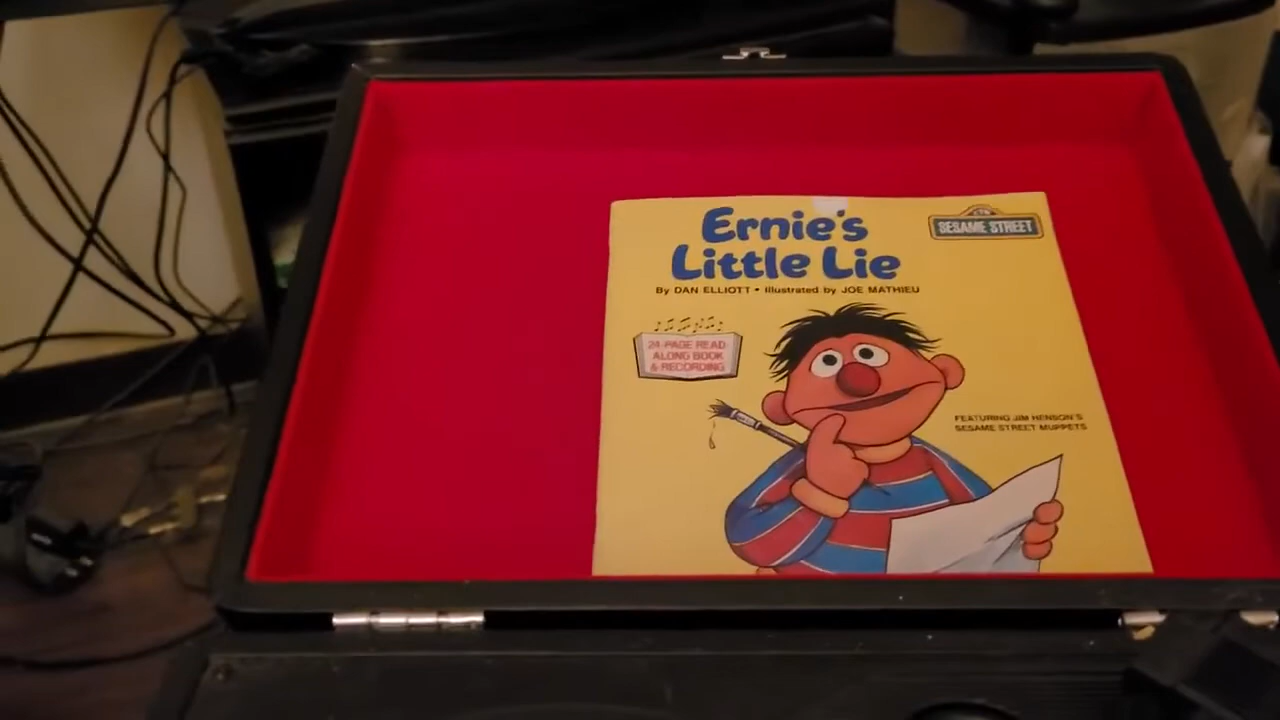 Ernie's
Little Lie
SESAME STREET
By DAN ELLIOTT • Illustrated by JOE MATHIEU
24-PAGE READ-
ALONG BOOK
& RECORDING
FEATURING JIM HENSON'S
SESAME STREET MUPPETS